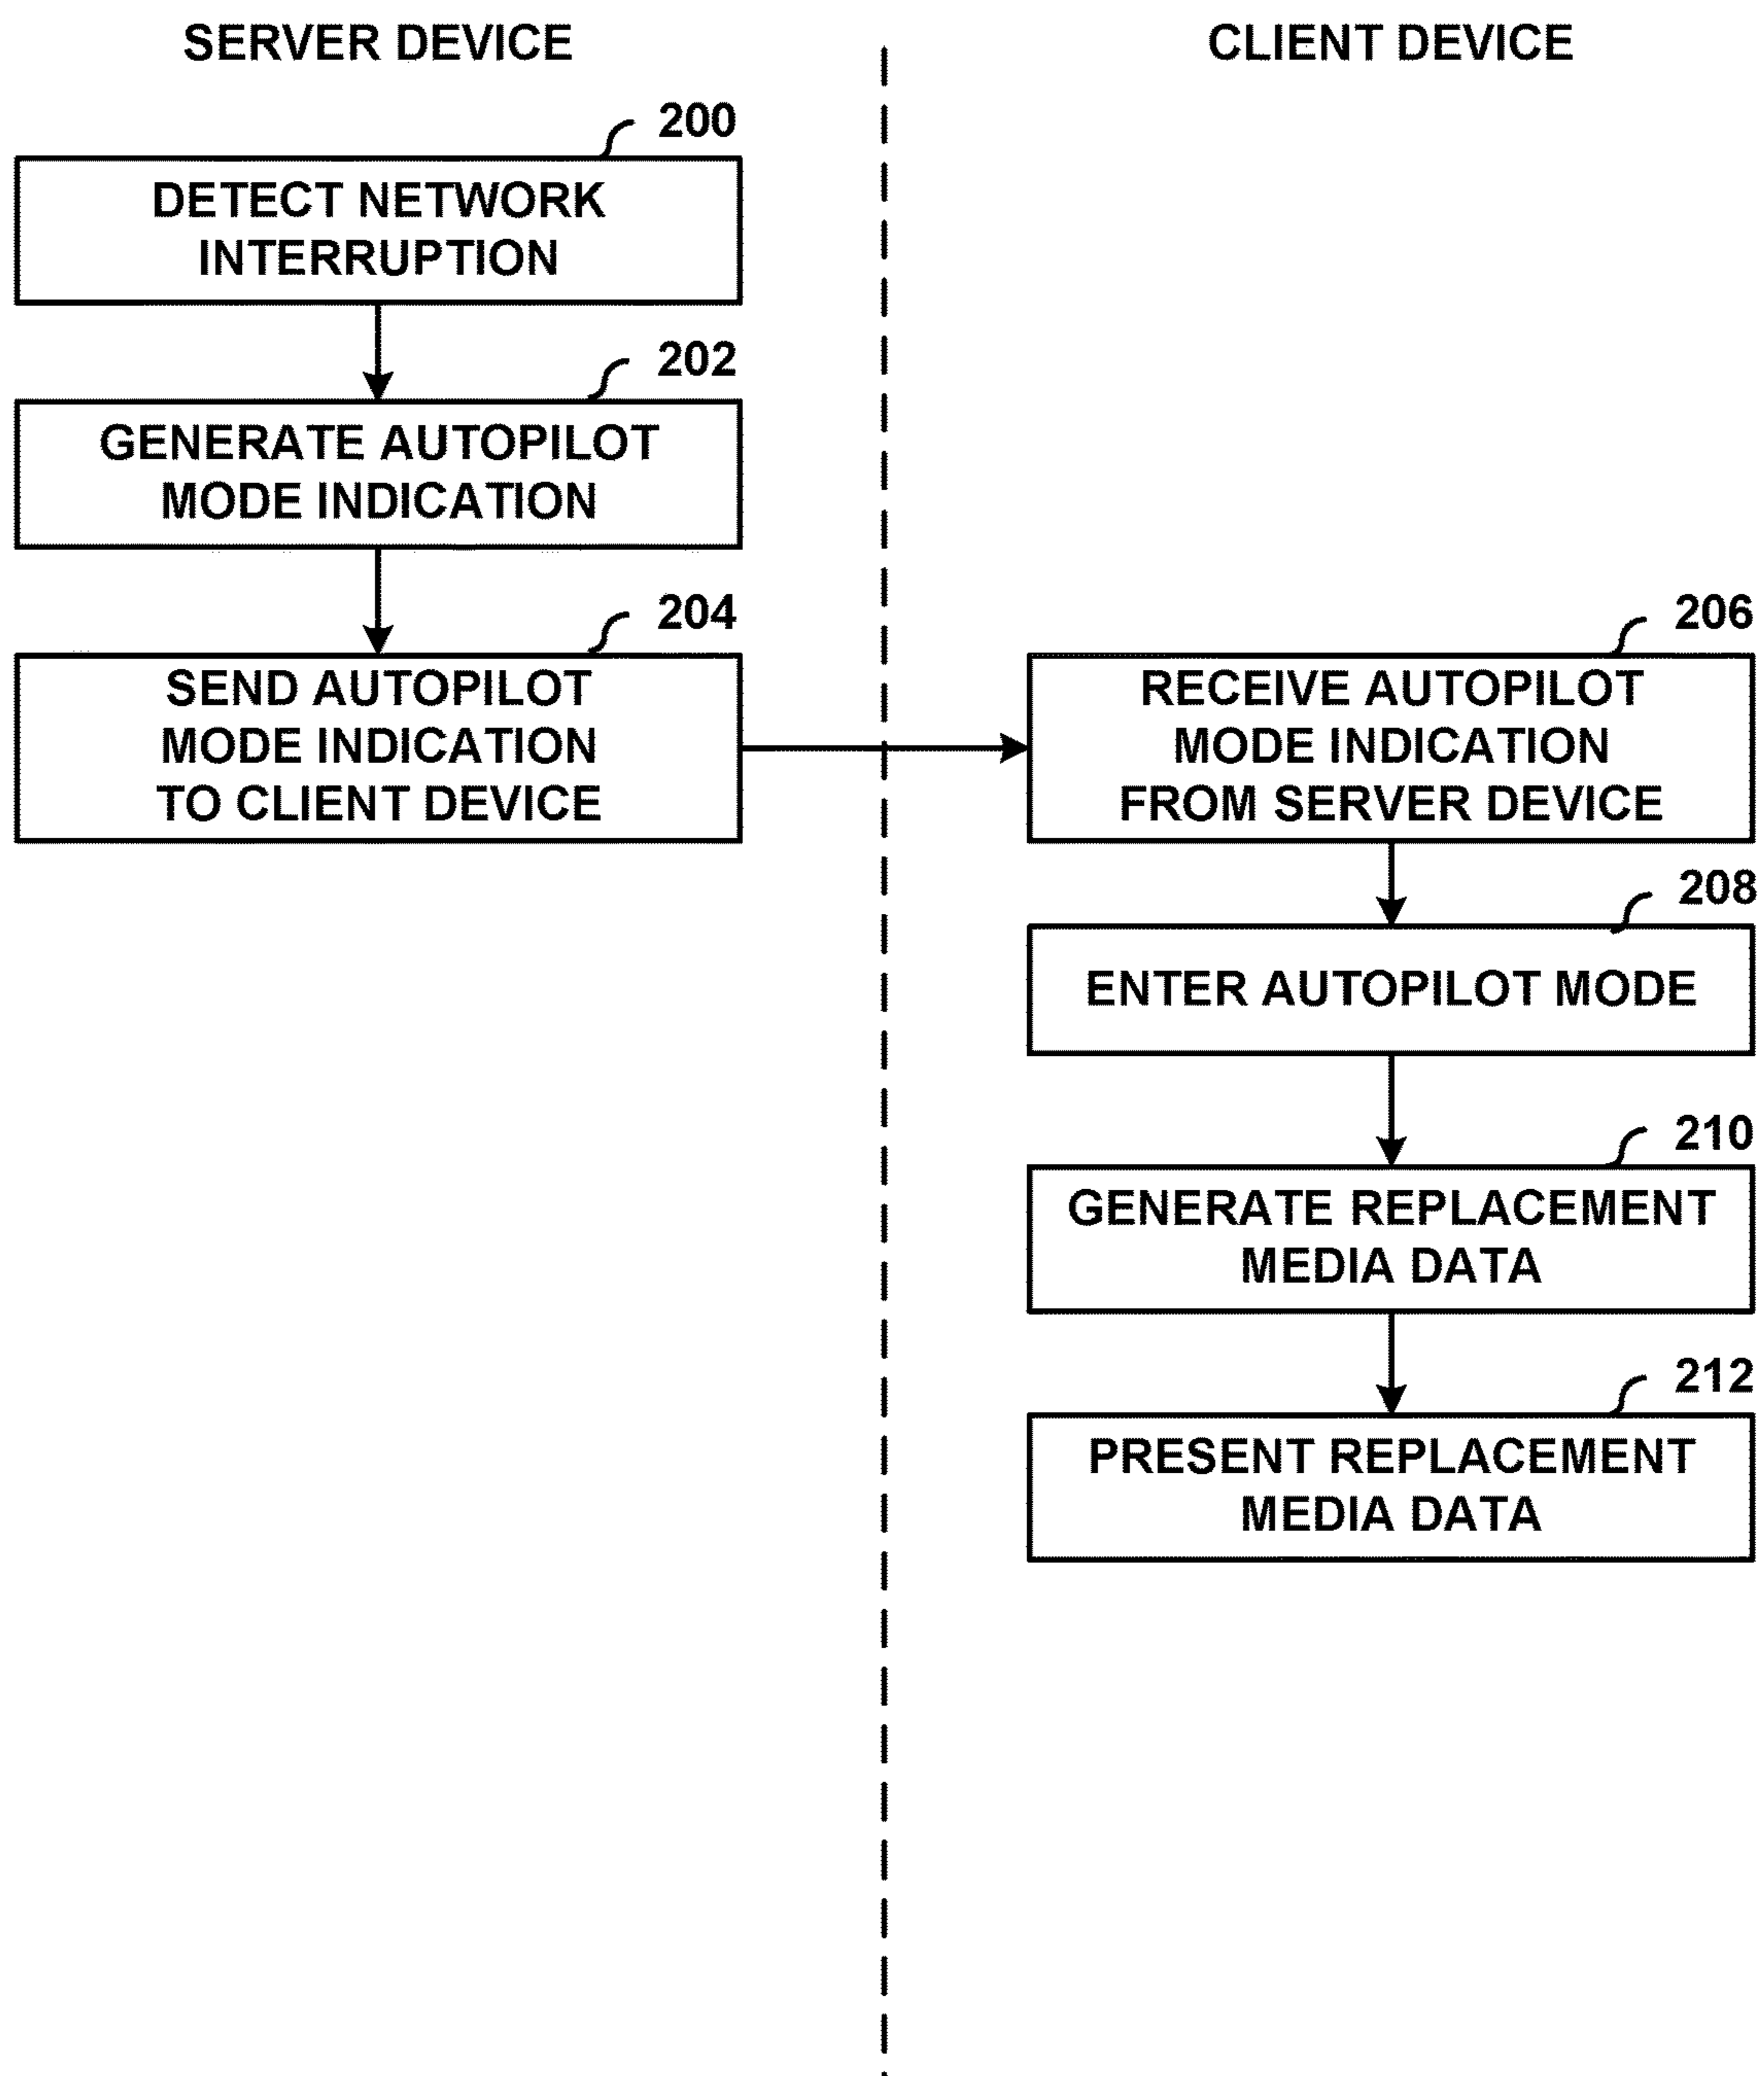 SERVER DEVICE
CLIENT DEVICE
200
DETECT NETWORK
INTERRUPTION
202
GENERATE AUTOPILOT
MODE INDICATION
204
SEND AUTOPILOT
MODE INDICATION
TO CLIENT DEVICE
206
RECEIVE AUTOPILOT
MODE INDICATION
FROM SERVER DEVICE
208
ENTER AUTOPILOT MODE
210
GENERATE REPLACEMENT
MEDIA DATA
212
PRESENT REPLACEMENT
MEDIA DATA